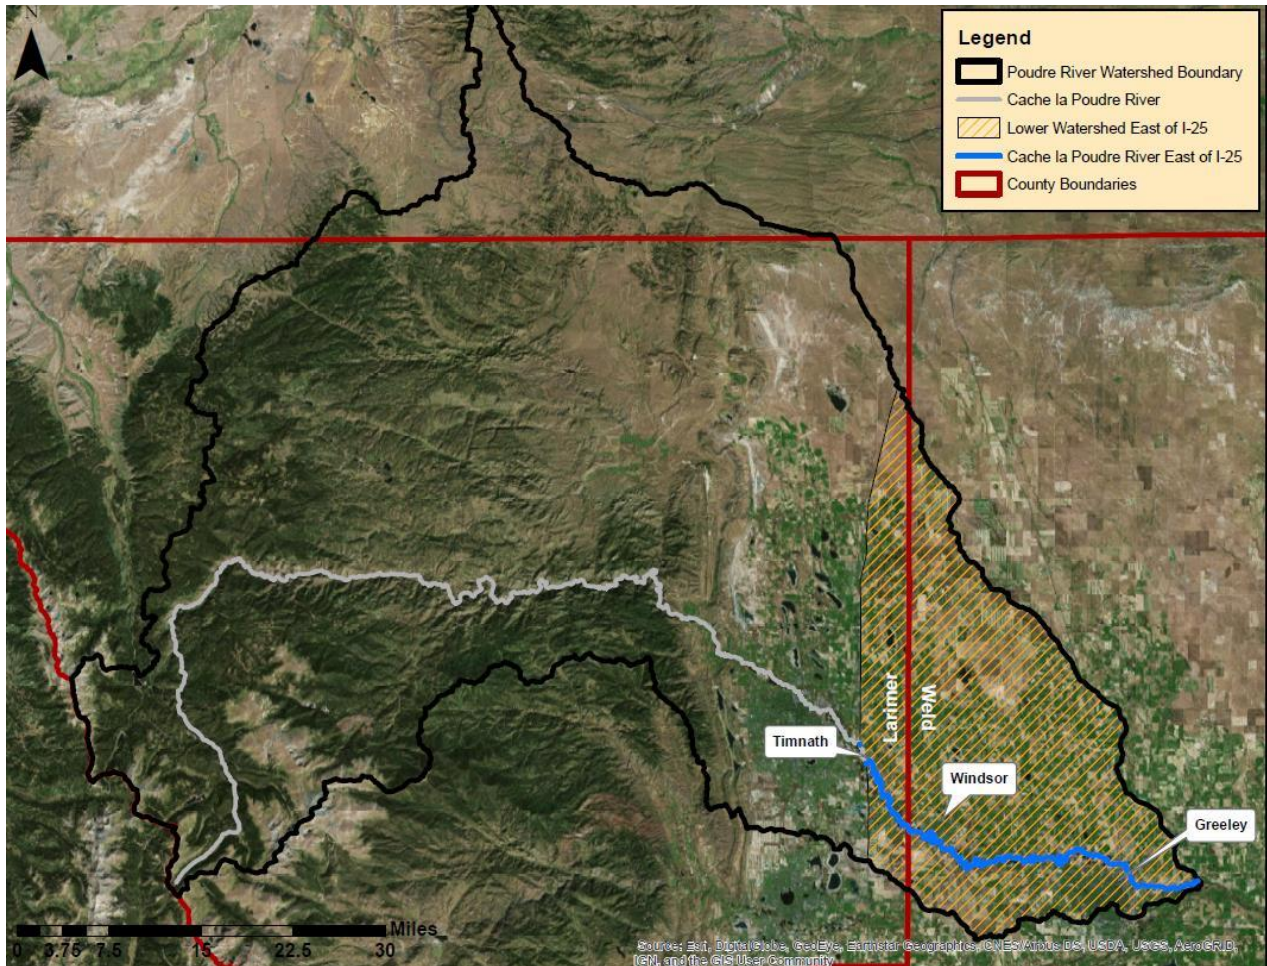 N
Legend
Poudre River Watershed Boundary
Cache la Poudre River
Lower Watershed East of I-25
Cache la Poudre River East of I-25
County Boundaries
Larimer
Weld
Timnath
Windsor
Greeley
Miles
0 3.75 7.5 15 22.5 30
Source: Esri, DigitalGlobe, GeoEye, Earthstar Geographics, CNES/Airbus DS, USDA, USGS, AeroGRID,
IGN, and the GIS User Community